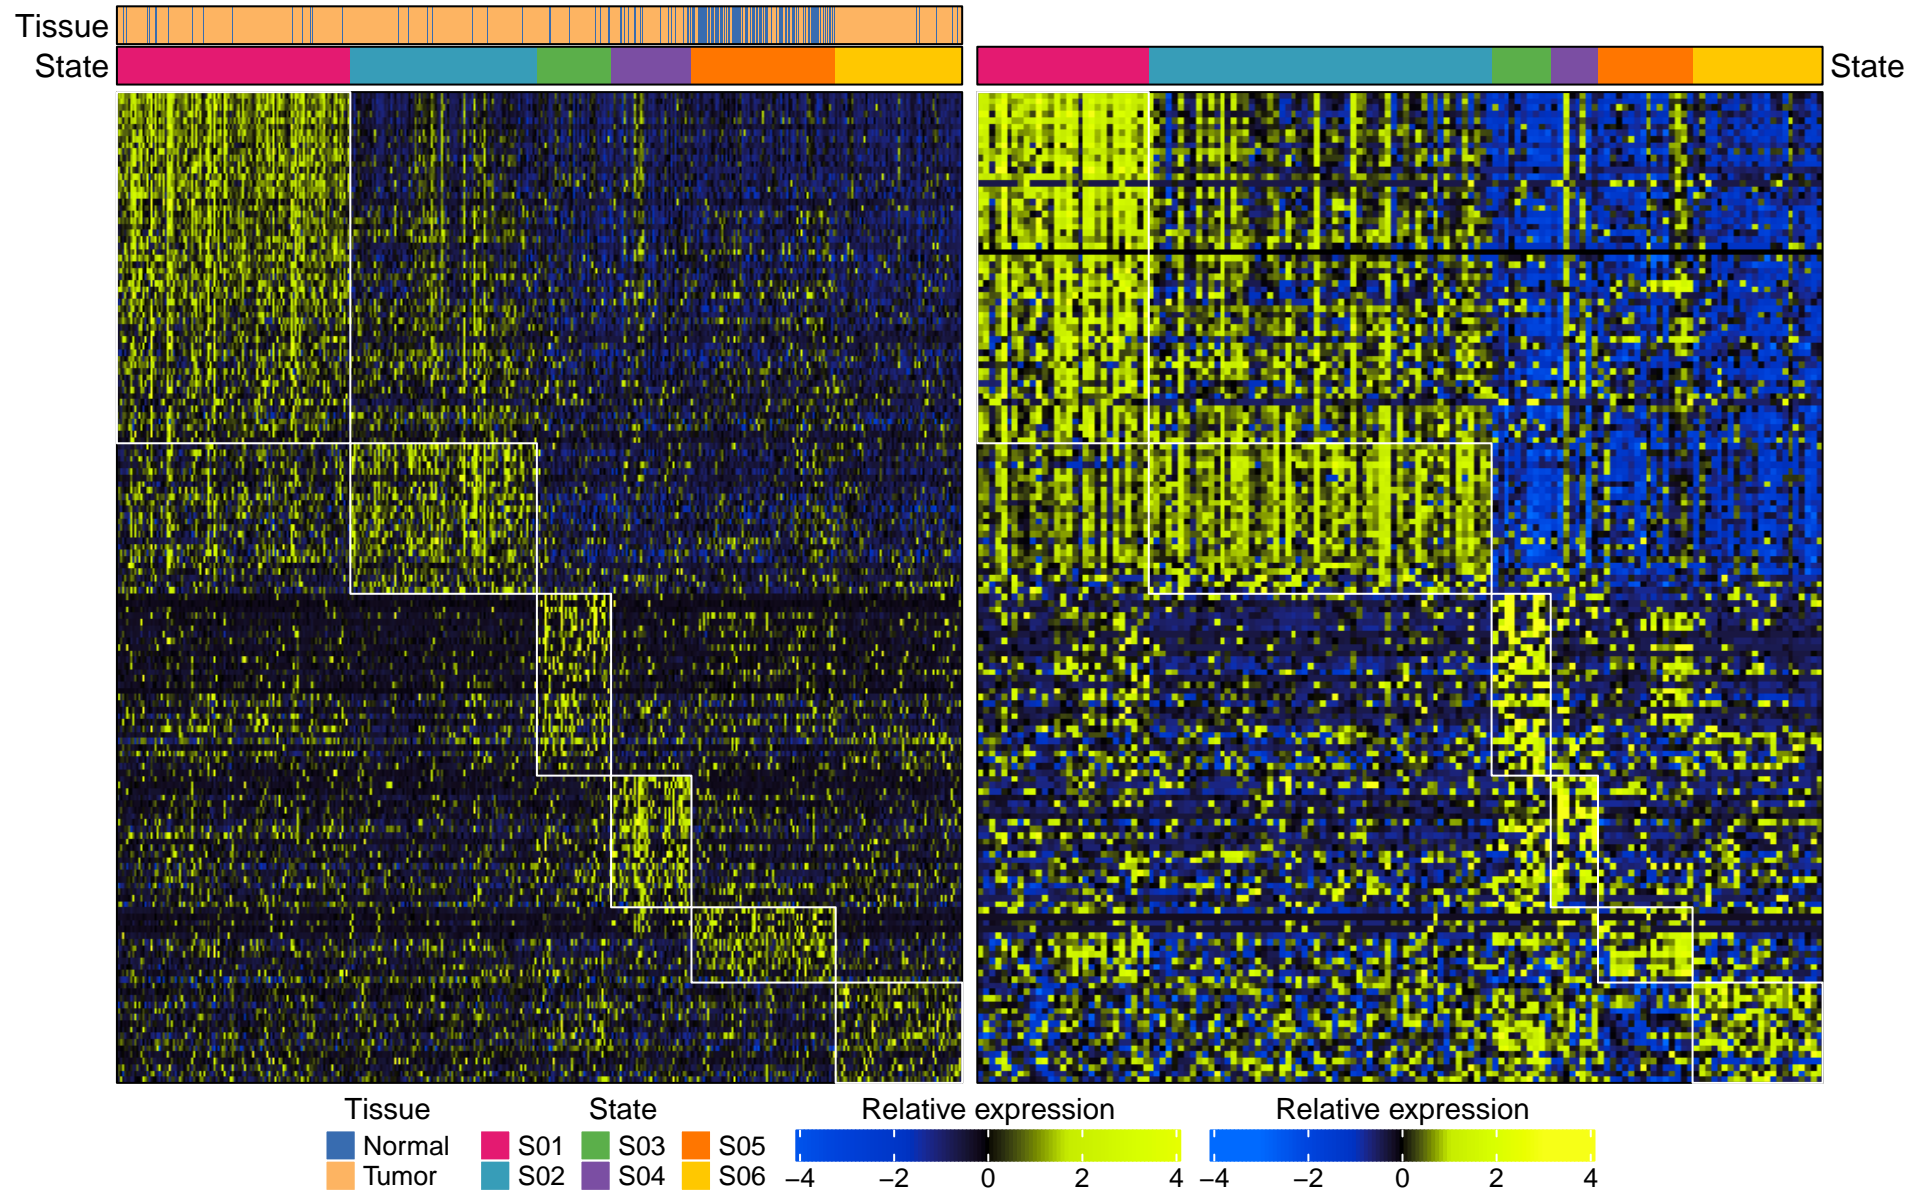 Tissue
State
State
Tissue
State
Relative expression
Relative expression
Normal
S01
S03
S05
Tumor
S02
S04
S06
−4 −2 0 2 4
−4 −2 0 2 4